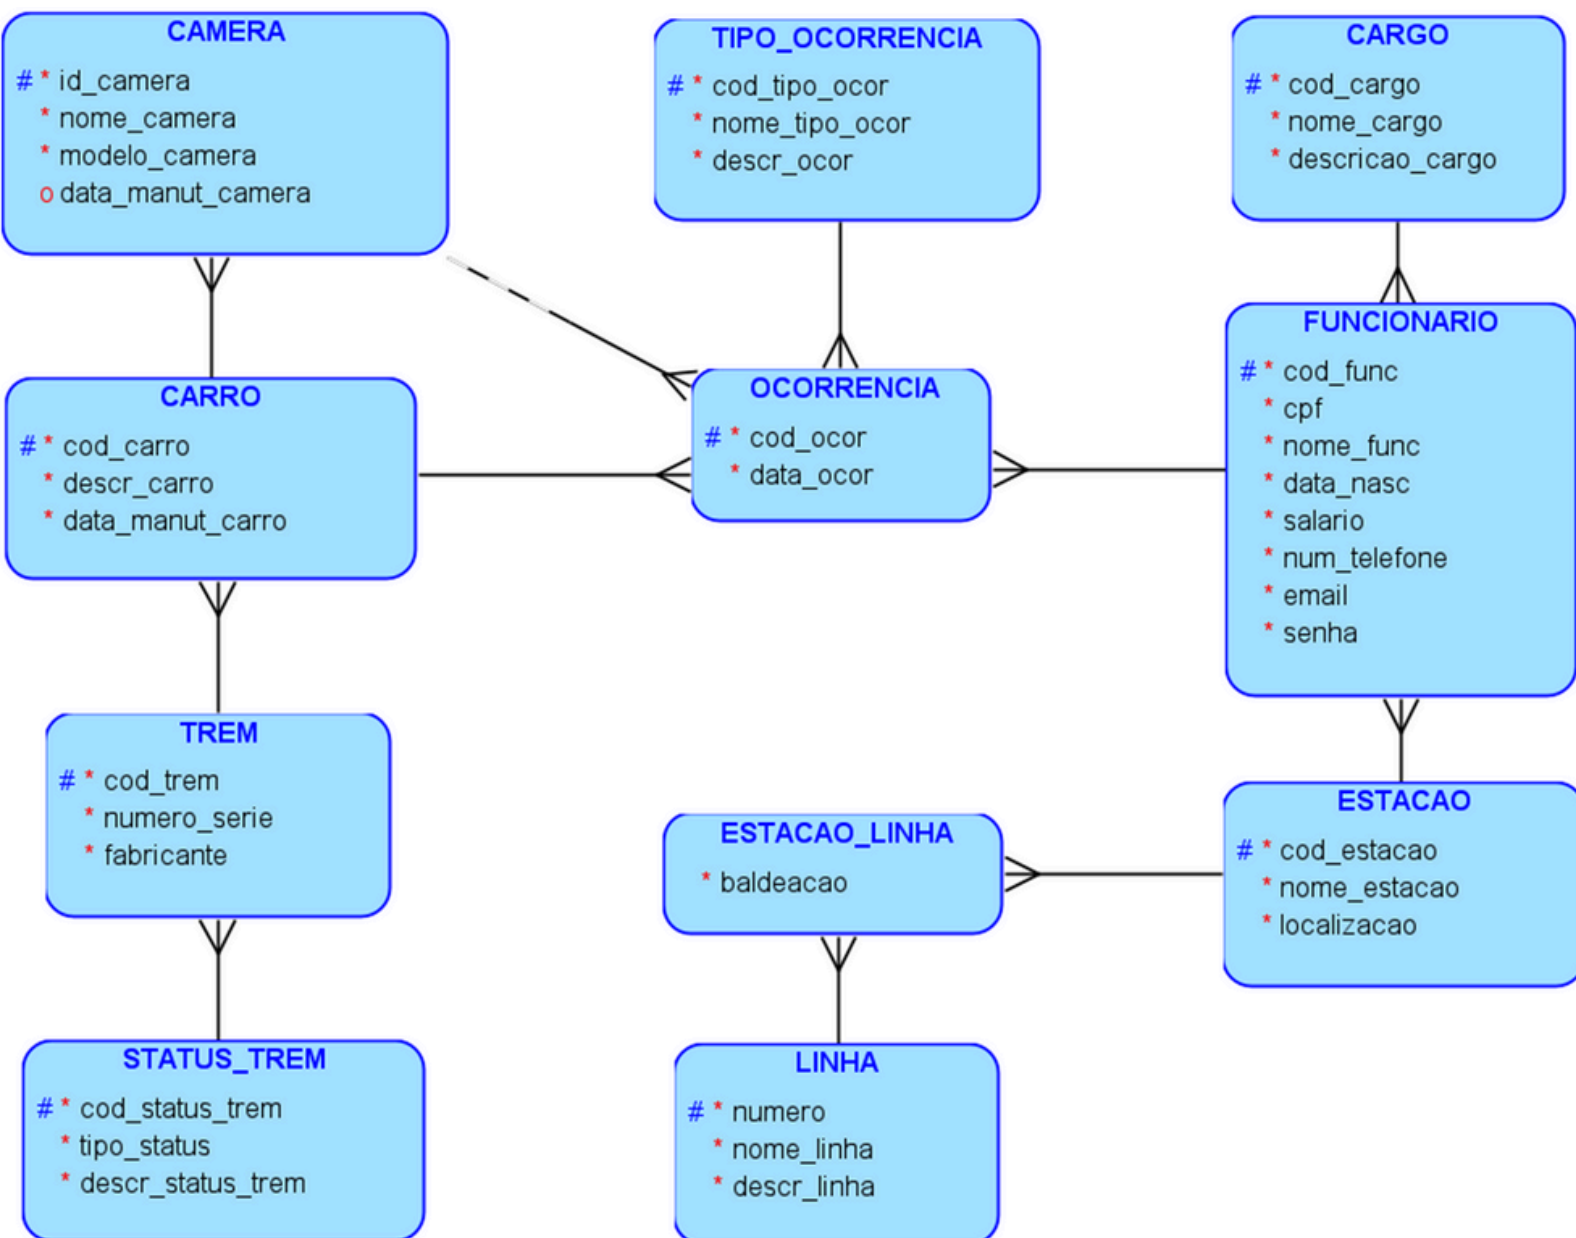 CAMERA
# * id_camera
* nome_camera
* modelo_camera
o data_manut_camera
TIPO_OCORRENCIA
# * cod_tipo_ocor
* nome_tipo_ocor
* descr_ocor
CARGO
# * cod_cargo
* nome_cargo
* descricao_cargo
CARRO
# * cod_carro
* descr_carro
* data_manut_carro
OCORRENCIA
# * cod_ocor
* data_ocor
FUNCIONARIO
# * cod_func
* cpf
* nome_func
* data_nasc
* salario
* num_telefone
* email
* senha
TREM
# * cod_trem
* numero_serie
* fabricante
ESTACAO_LINHA
* baldeacao
ESTACAO
# * cod_estacao
* nome_estacao
* localizacao
STATUS_TREM
# * cod_status_trem
* tipo_status
* descr_status_trem
LINHA
# * numero
* nome_linha
* descr_linha